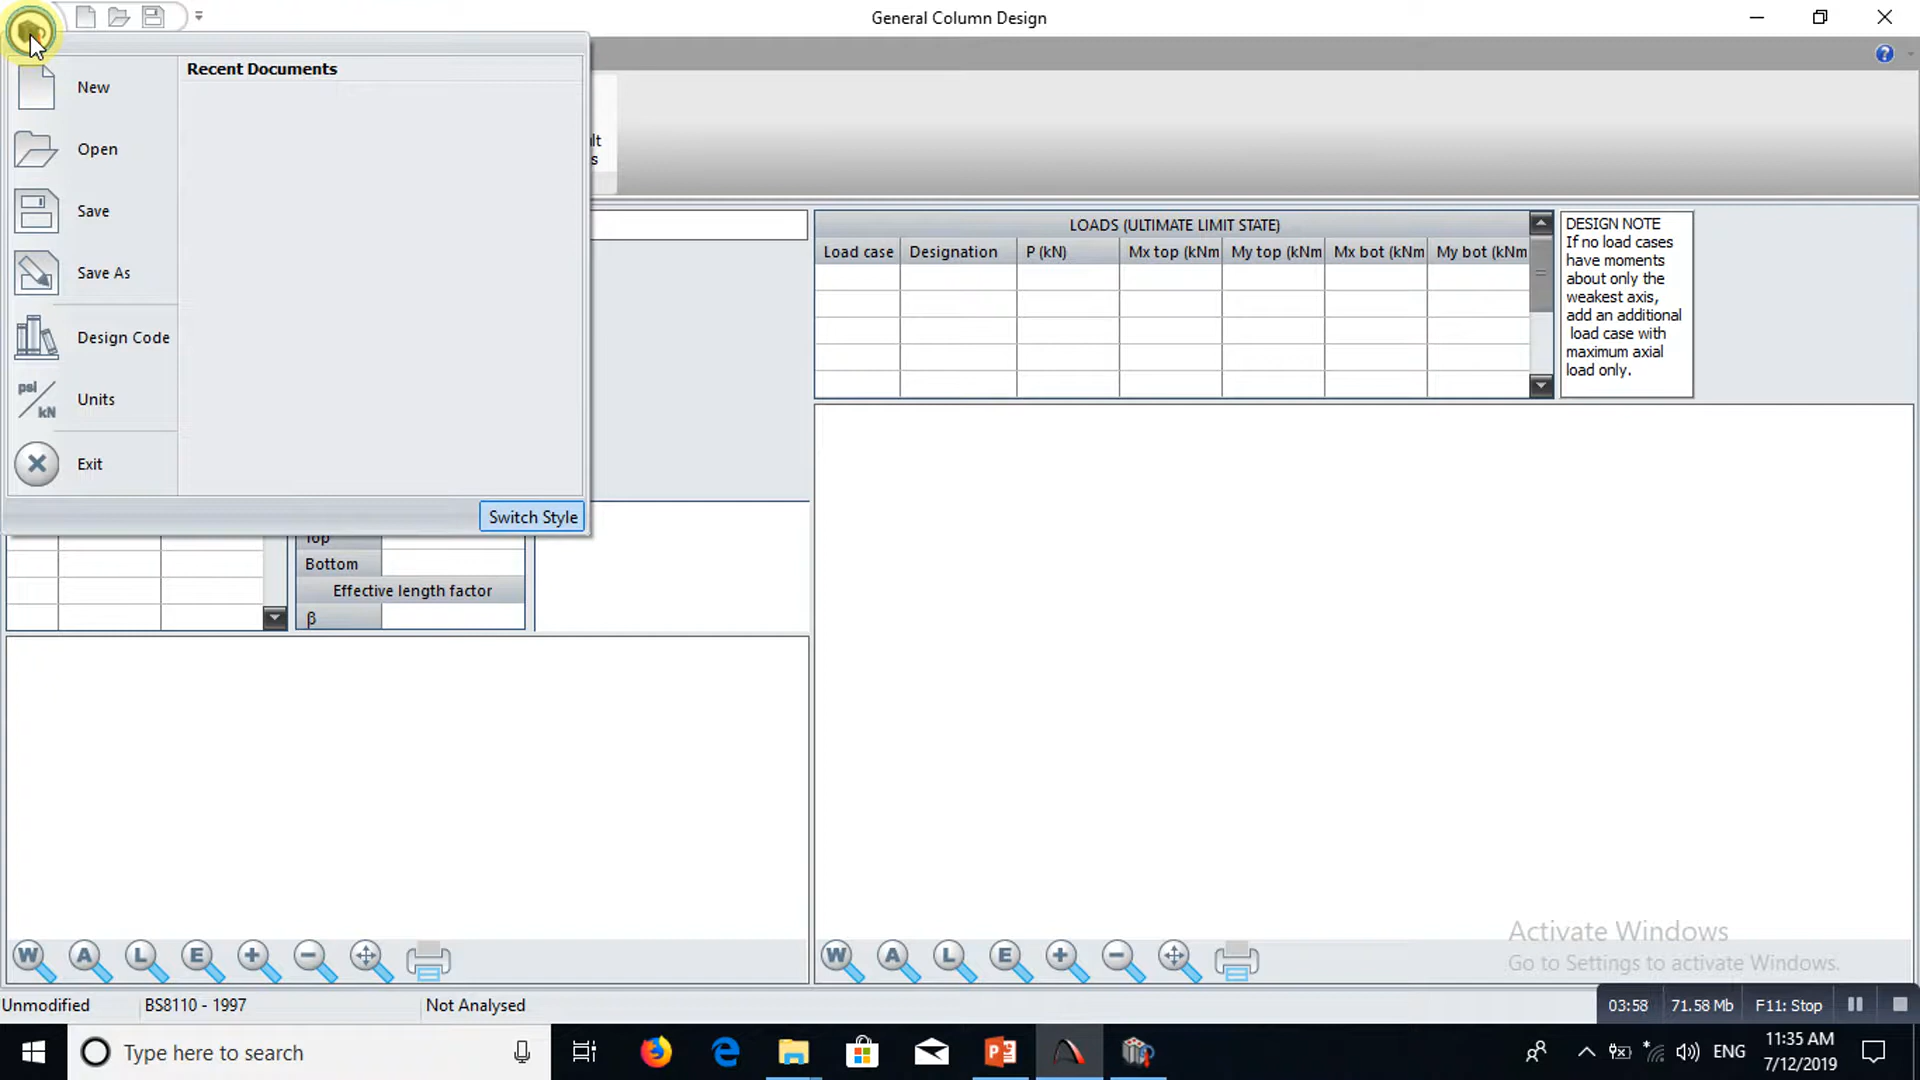 General Column Design
Recent Documents
New
Open
Save
Save As
Design Code
psi
kN
Units
Exit
Switch Style
LOADS (ULTIMATE LIMIT STATE)
Load case
Designation
P (kN)
Mx top (kNm
My top (kNm
Mx bot (kNm
My bot (kNm
DESIGN NOTE
If no load cases
have moments
about only the
weakest axis,
add an additional
load case with
maximum axial
load only.
Top
Bottom
Effective length factor
β
W A L E
W A L E
Activate Windows
Go to Settings to activate Windows.
Unmodified
BS8110 - 1997
Not Analysed
03:58
71.58 Mb
F11: Stop
Type here to search
ENG
11:35 AM
7/12/2019